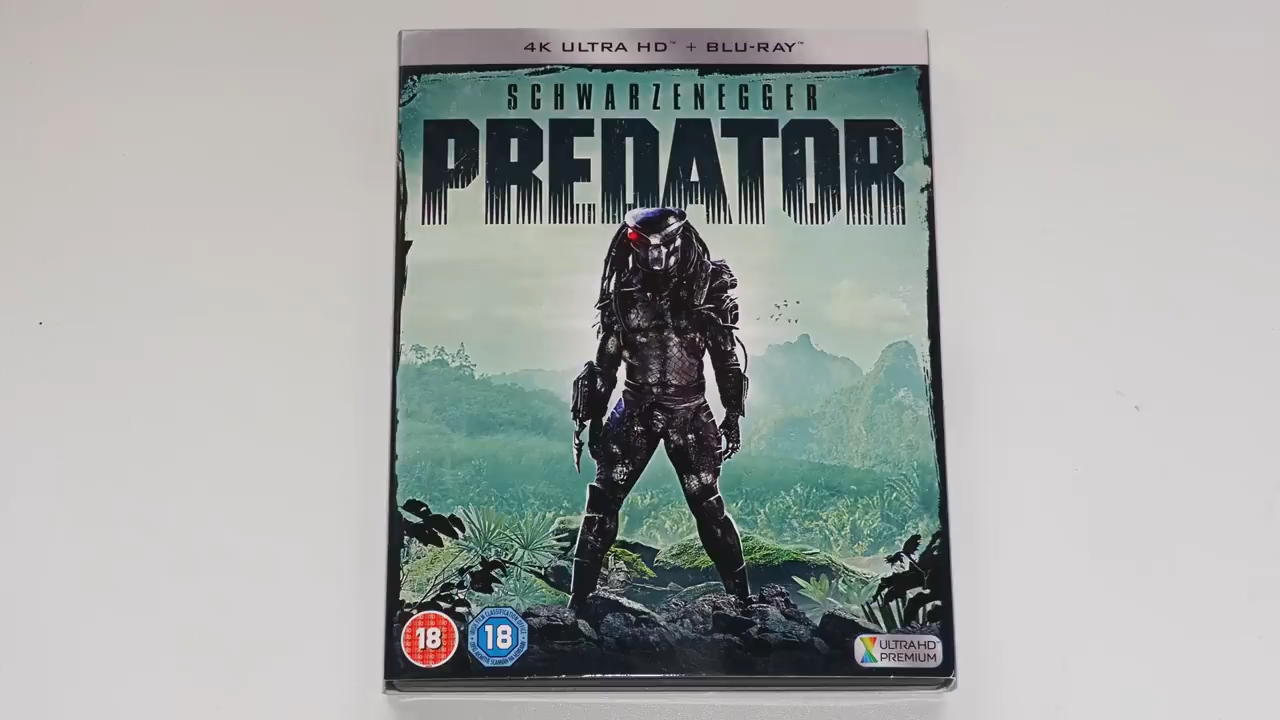 4K ULTRA HD™ + BLU-RAY™
SCHWARZENEGGER
PREDATOR
18
18
ULTRA HD
PREMIUM